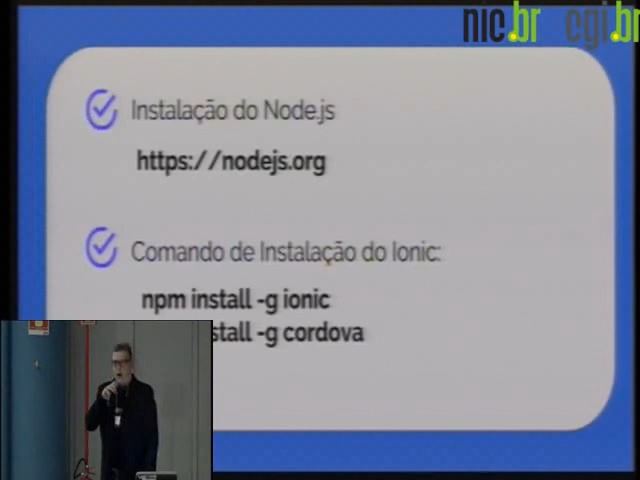 nic.br cgi.br
Instalação do Node.js
https://nodejs.org
Comando de Instalação do Ionic:
npm install -g ionic
stall -g cordova